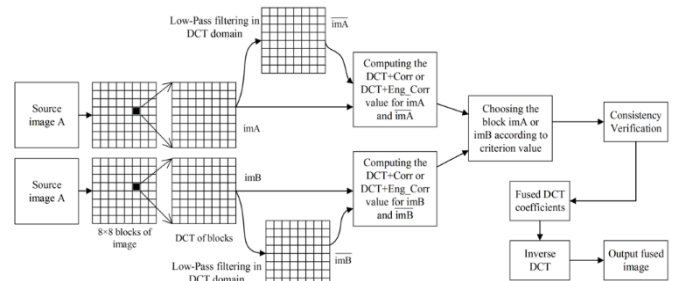 Low-Pass filtering in
DCT domain
imA
Source
image A
imA
Computing the
DCT+Corr or
DCT+Eng_Corr
value for imA
and imA
Choosing the
block imA or
imB according to
criterion value
Consistency
Verification
Source
image A
8×8 blocks of
image
DCT of blocks
imB
Computing the
DCT+Corr or
DCT+Eng_Corr
value for imB
and imB
Low-Pass filtering in
DCT domain
imB
Fused DCT
coefficients
Inverse
DCT
Output fused
image